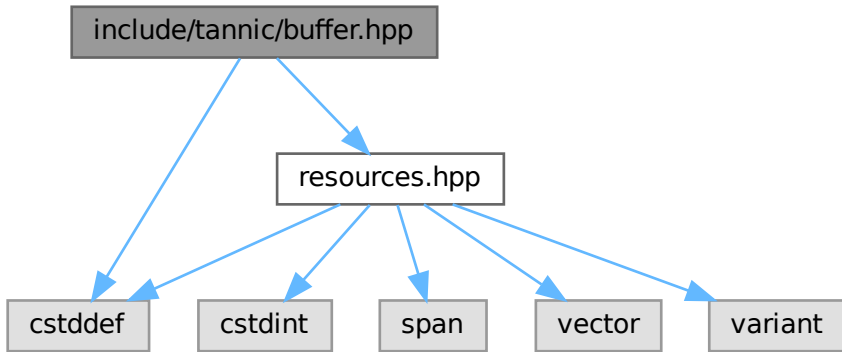 include/tannic/buffer.hpp
resources.hpp
cstddef
cstdint
span
vector
variant